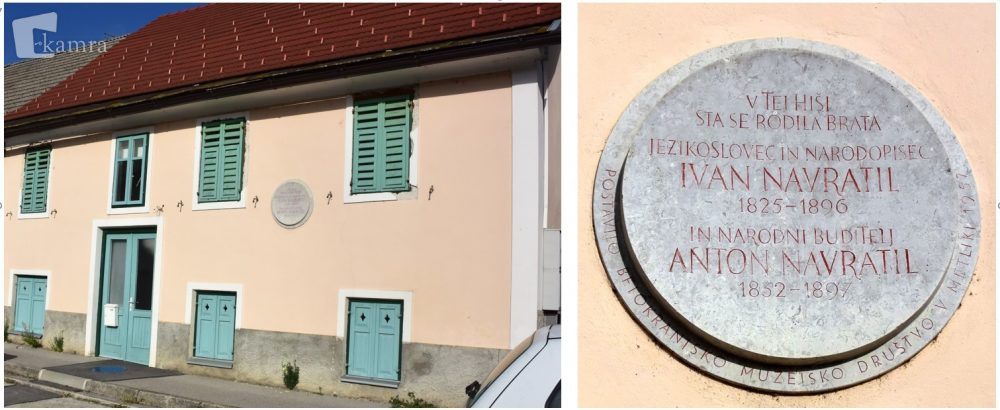 kamra
V TEJ HIŠI
STA SE RODILA BRATA
JEZIKOSLOVEC IN NARODOPISEC
IVAN NAVRATIL
1825-1896
IN NARODNI BUDITELJ
ANTON NAVRATIL
1852-1897
POSTAVILO BELOKRANJSKO MUZEJSKO DRUŠTVO V METLIKI 1952